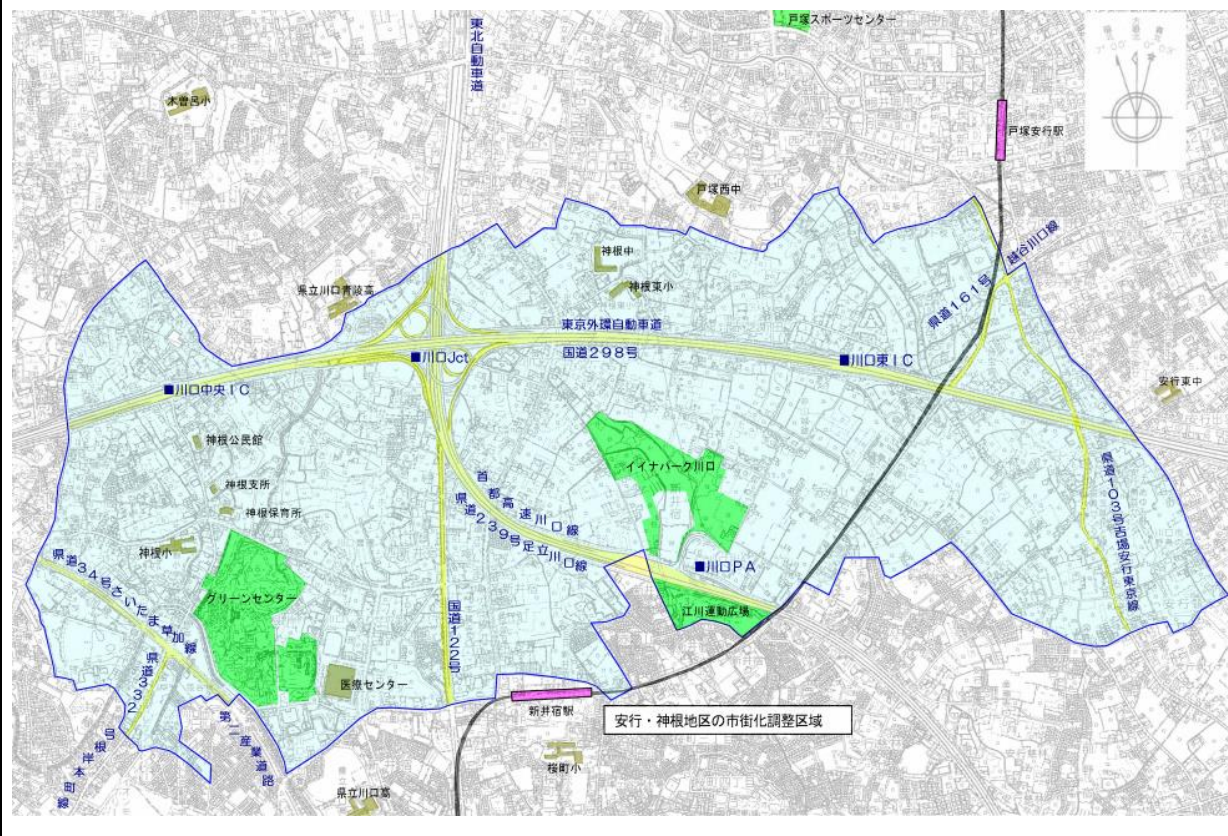 戸塚スポーツセンター
東北自動車道
木曽呂小
戸塚安行駅
戸塚西中
越谷川口線
神根中
県道161号
県立川口青陵高
神根東小
東京外環自動車道
国道298号
■川口Jct
■川口東IC
■川口中央IC
安行東中
神根公民館
イイナパーク川口
首都高速川口線
県道239号足立川口線
神根支所
神根保育所
県道103号吉場安行東京線
神根小
県道34号さいたま草加線
■川口PA
グリーンセンター
江川運動広場
国道122号
医療センター
県道332号根岸本町線
新井宿駅
安行・神根地区の市街化調整区域
第二産業道路
桜町小
県立川口高